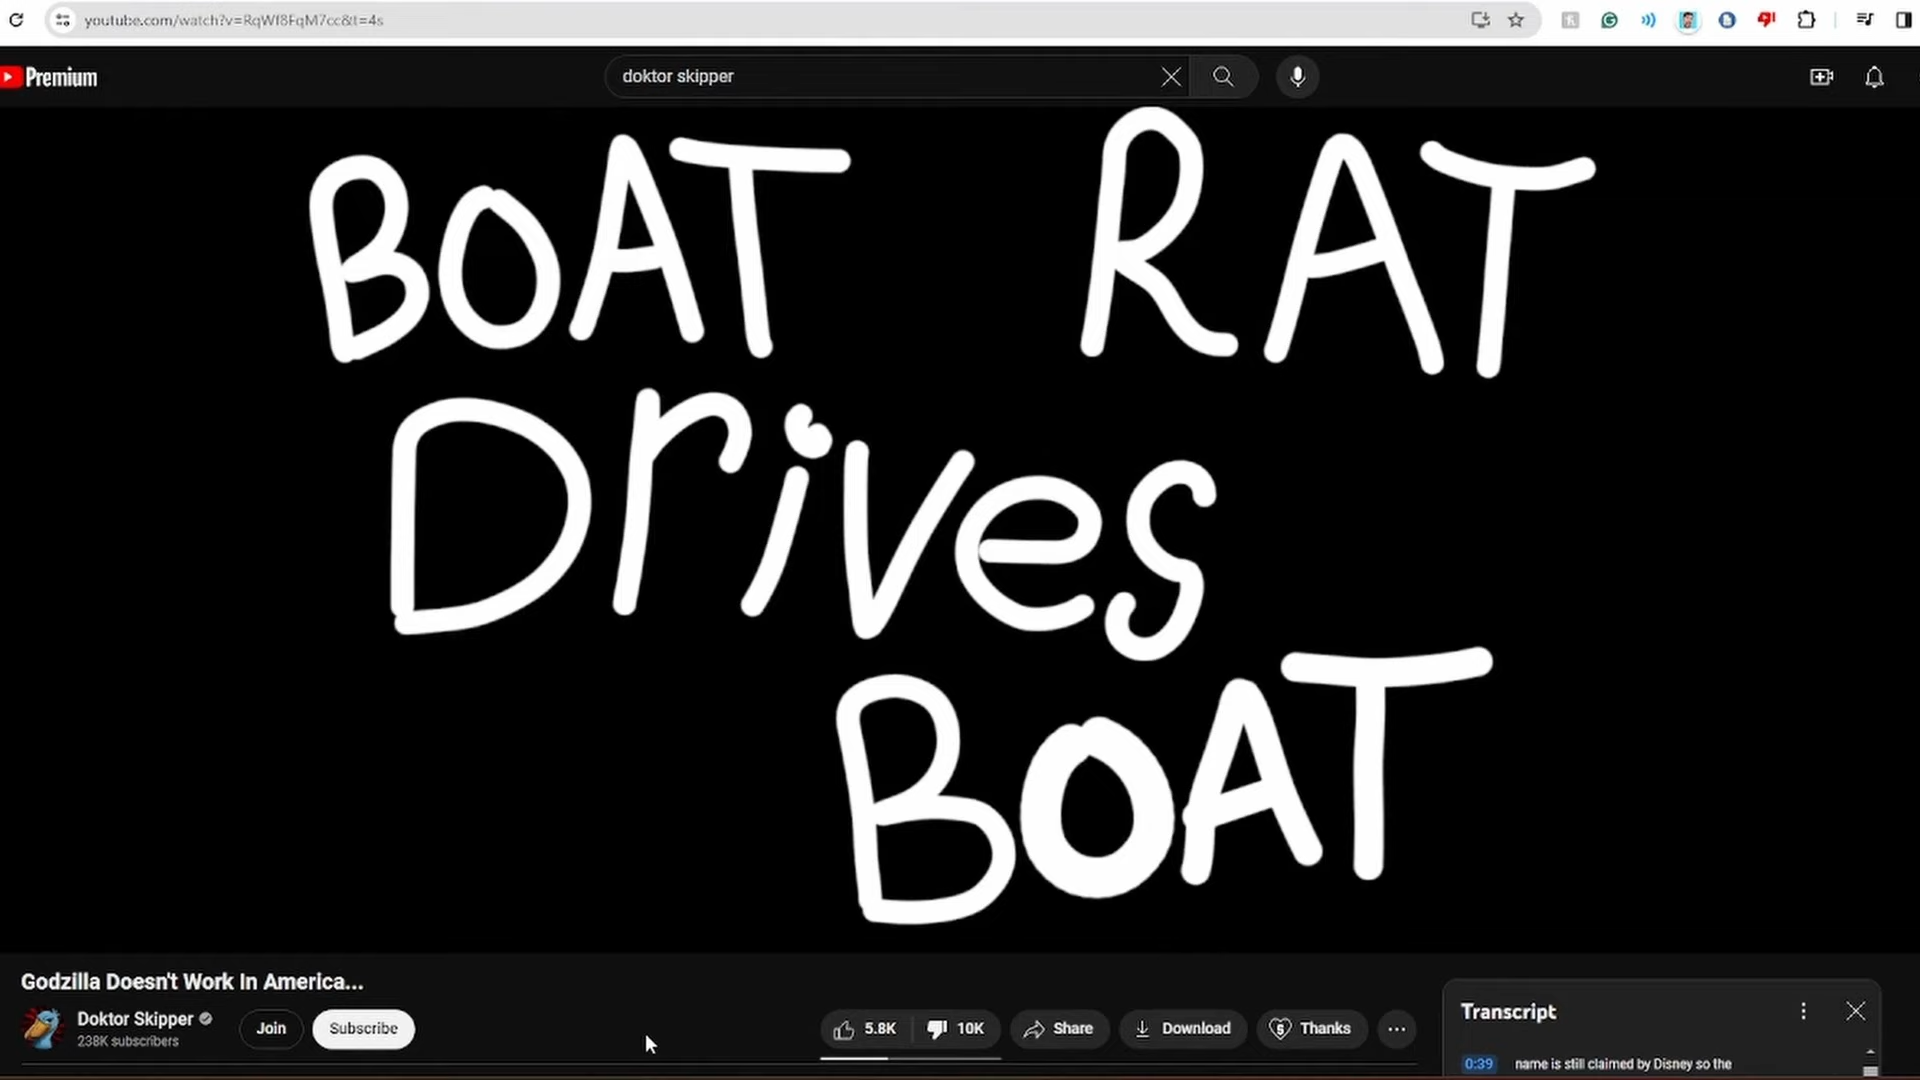 youtube.com/watch?v=RqWf8FqM7cc&t=4s
Premium
doktor skipper
BOAT RAT
Drives
BOAT
Godzilla Doesn't Work In America...
Doktor Skipper
238K subscribers
Join
Subscribe
5.8K
10K
Share
Download
Thanks
Transcript
0:39 name is still claimed by Disney so the